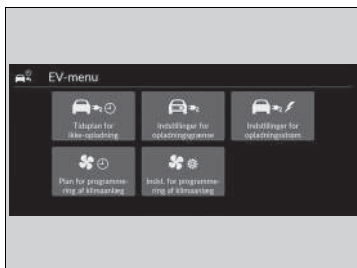 EV-menu
Tidsplan for
ikke-opladning
Indstillinger for
opladningsgrænse
Indstillinger for
opladningsstrøm
Plan for programme-
ring af klimaanlæg
Indst. for programme-
ring af klimaanlæg